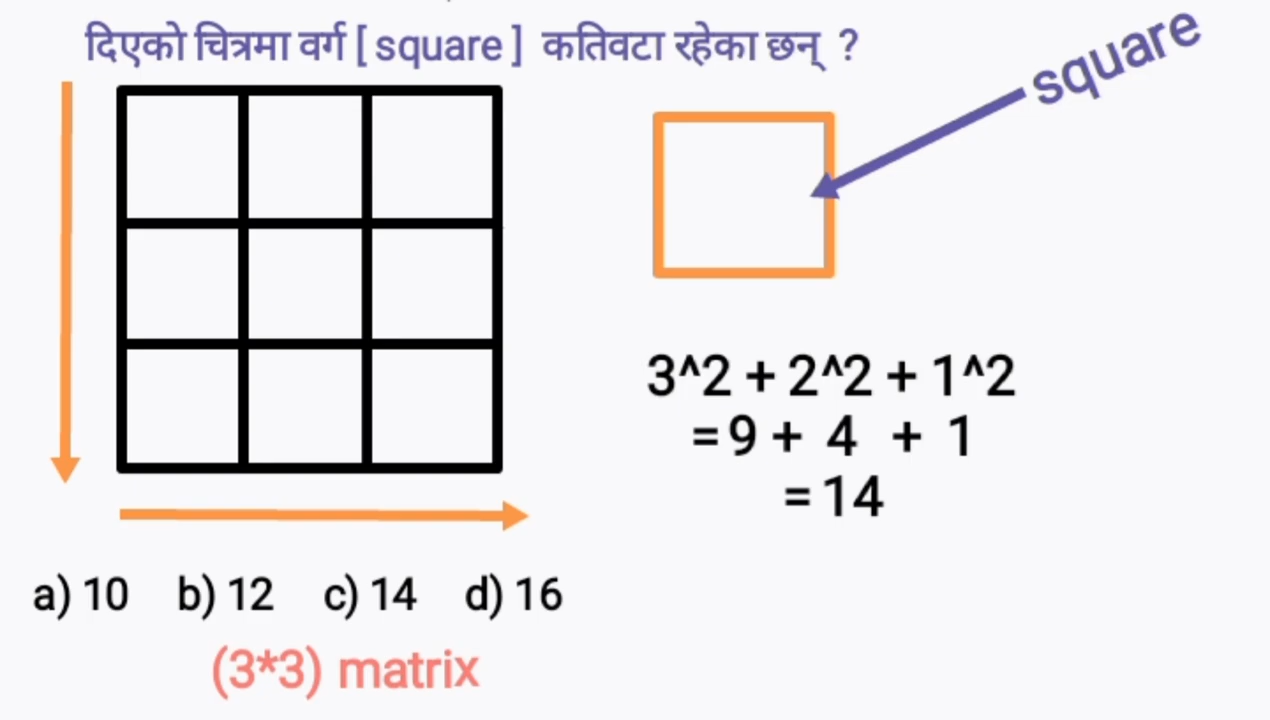 दिएको चित्रमा वर्ग [ square ] कतिवटा रहेका छन् ?
square
3^2 + 2^2 + 1^2
= 9 + 4 + 1
= 14
a) 10 b) 12 c) 14 d) 16
(3*3) matrix